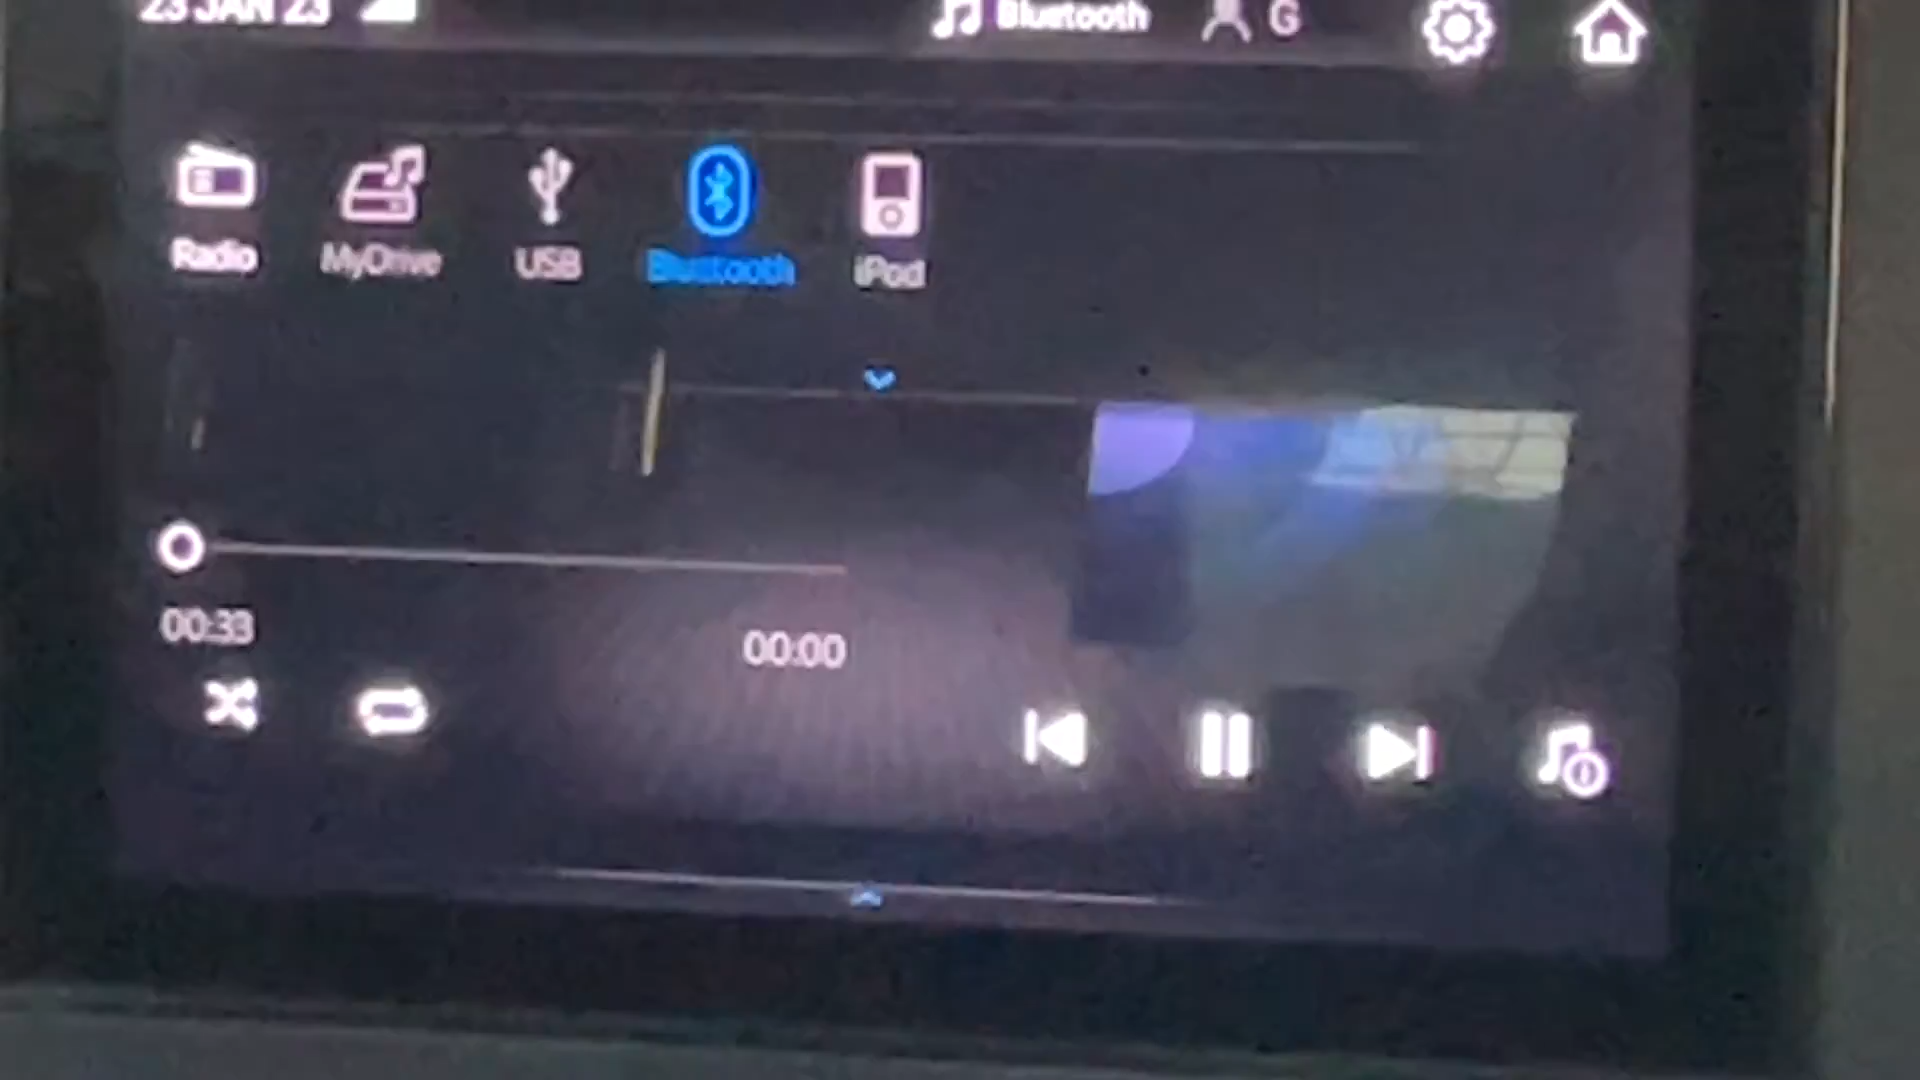 23 JAN 23 Bluetooth G
Radio MyDrive USB Bluetooth iPod
00:33 00:00